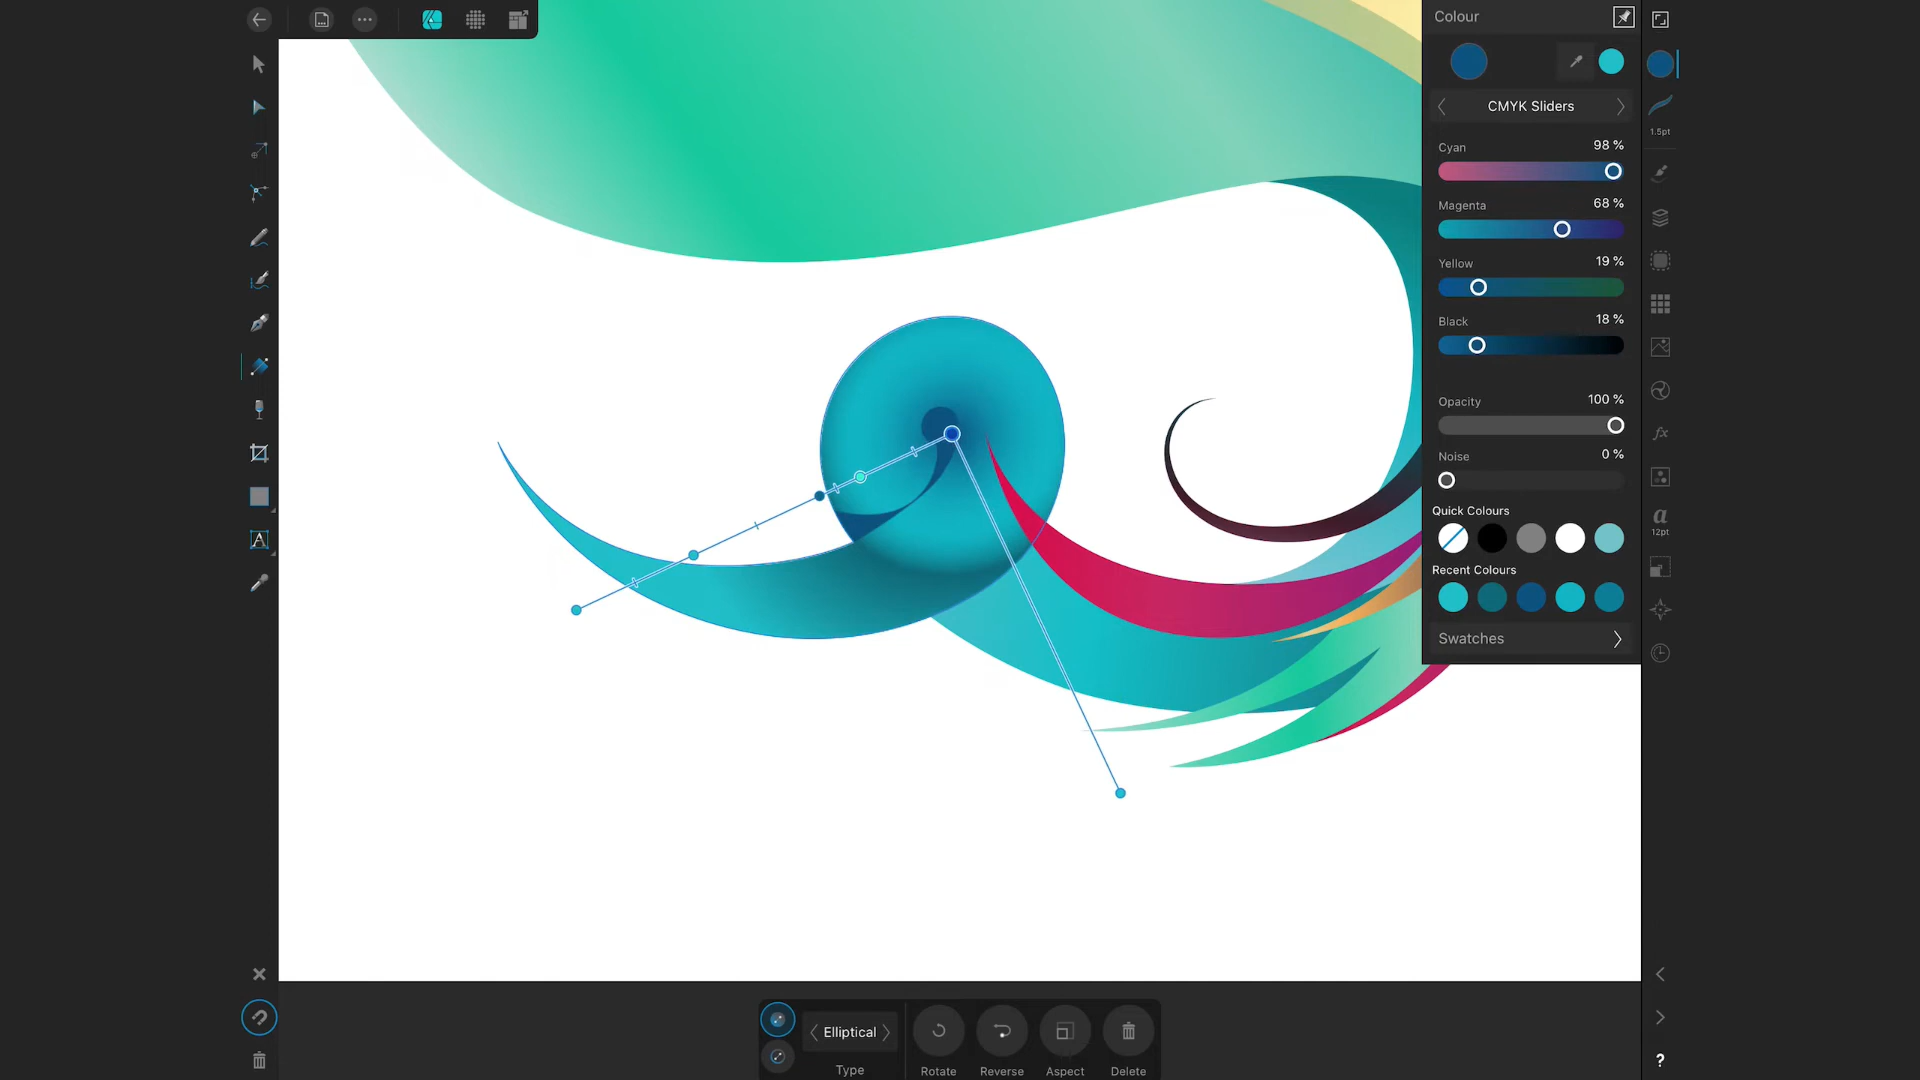 Colour
CMYK Sliders
Cyan 98 %
Magenta 68 %
Yellow 19 %
Black 18 %
Opacity 100 %
Noise 0 %
Quick Colours
Recent Colours
Swatches
1.5pt
a
12pt
A
Elliptical
Type
Rotate
Reverse
Aspect
Delete
fx
?